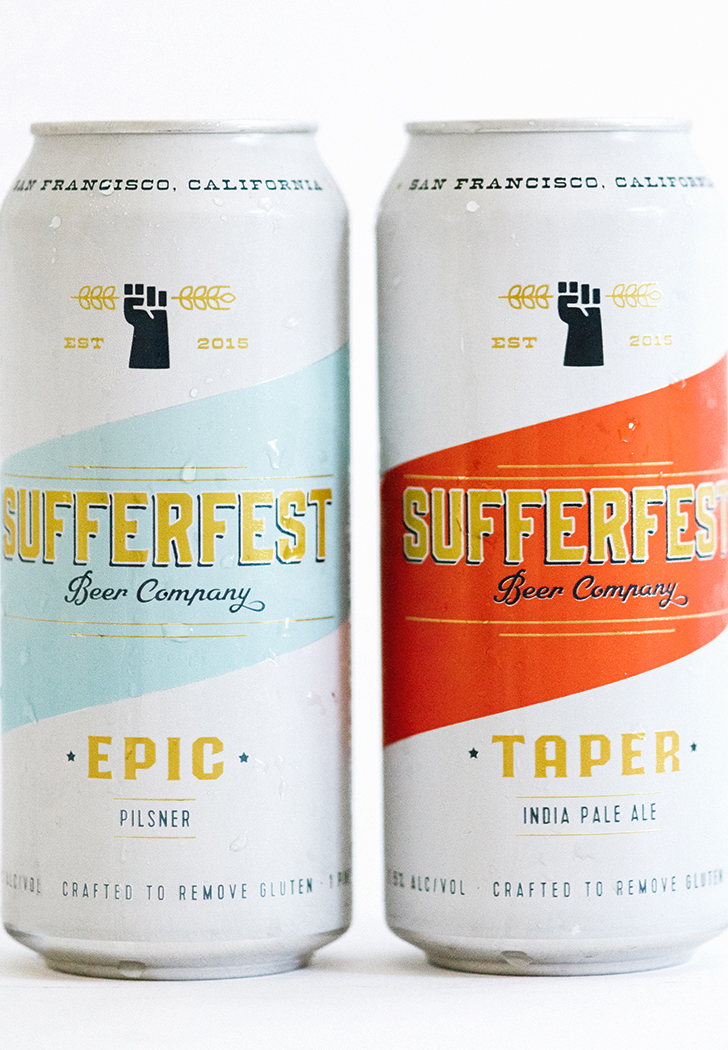 SAN FRANCISCO, CALIFORNIA
EST 2015
SUFFERFEST
Beer Company
EPIC
PILSNER
ALC/VOL CRAFTED TO REMOVE GLUTEN · 1
SAN FRANCISCO, CALIFORNIA
EST 2015
SUFFERFEST
Beer Company
TAPER
INDIA PALE ALE
ALC/VOL · CRAFTED TO REMOVE GLUTEN